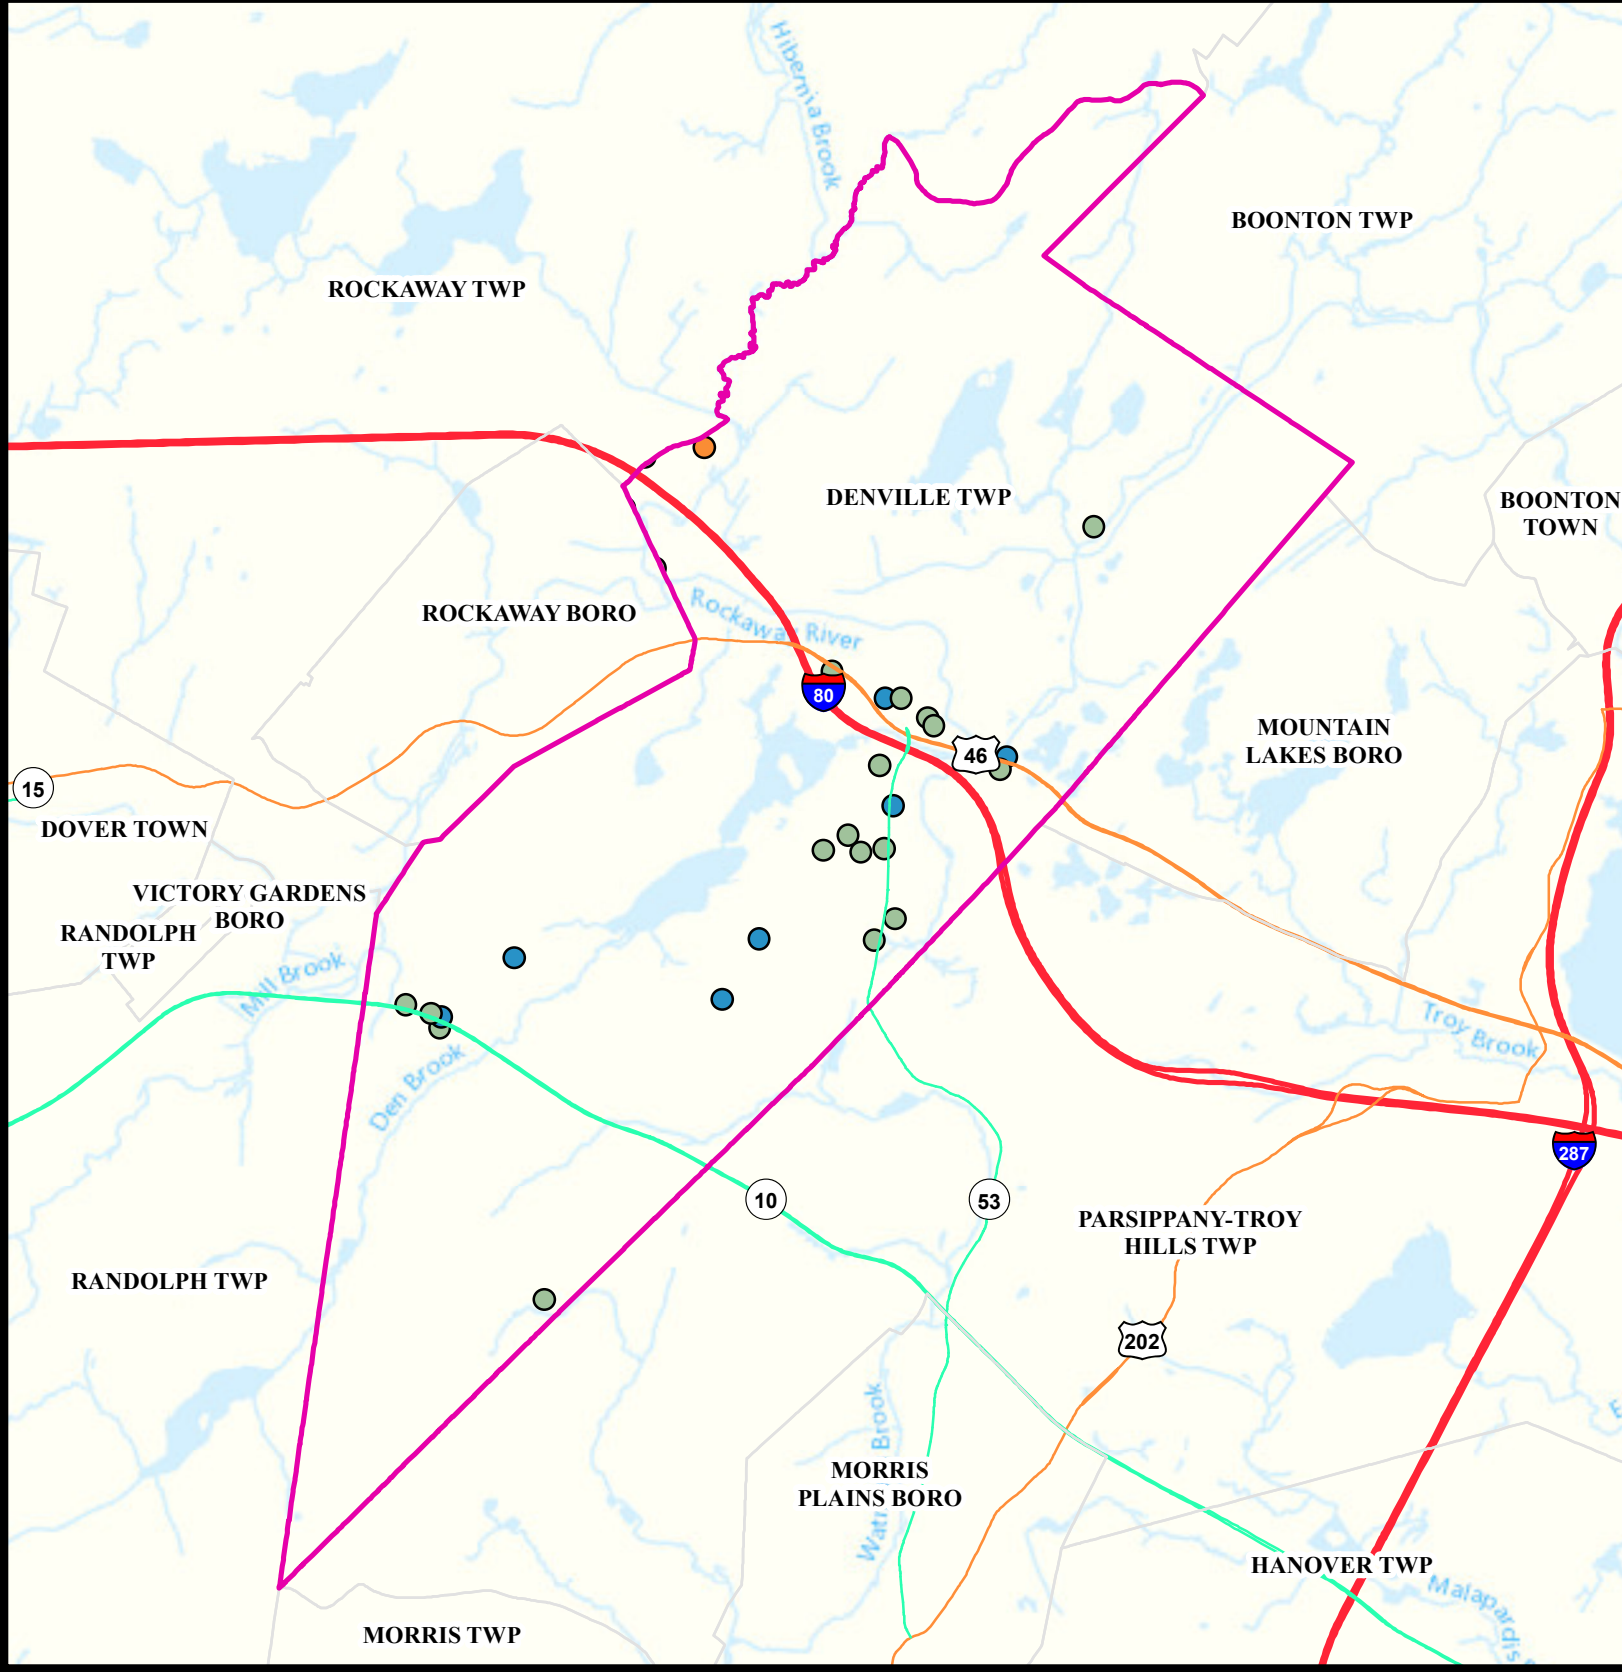 Hibernia Brook
BOONTON TWP
ROCKAWAY TWP
DENVILLE TWP
BOONTON
TOWN
ROCKAWAY BORO
Rockaway River
80
46
MOUNTAIN
LAKES BORO
15
DOVER TOWN
VICTORY GARDENS
BORO
RANDOLPH
TWP
Mill Brook
Den Brook
Troy Brook
287
10
53
PARSIPPANY-TROY
HILLS TWP
RANDOLPH TWP
202
MORRIS
PLAINS BORO
Brook
HANOVER TWP
MORRIS TWP